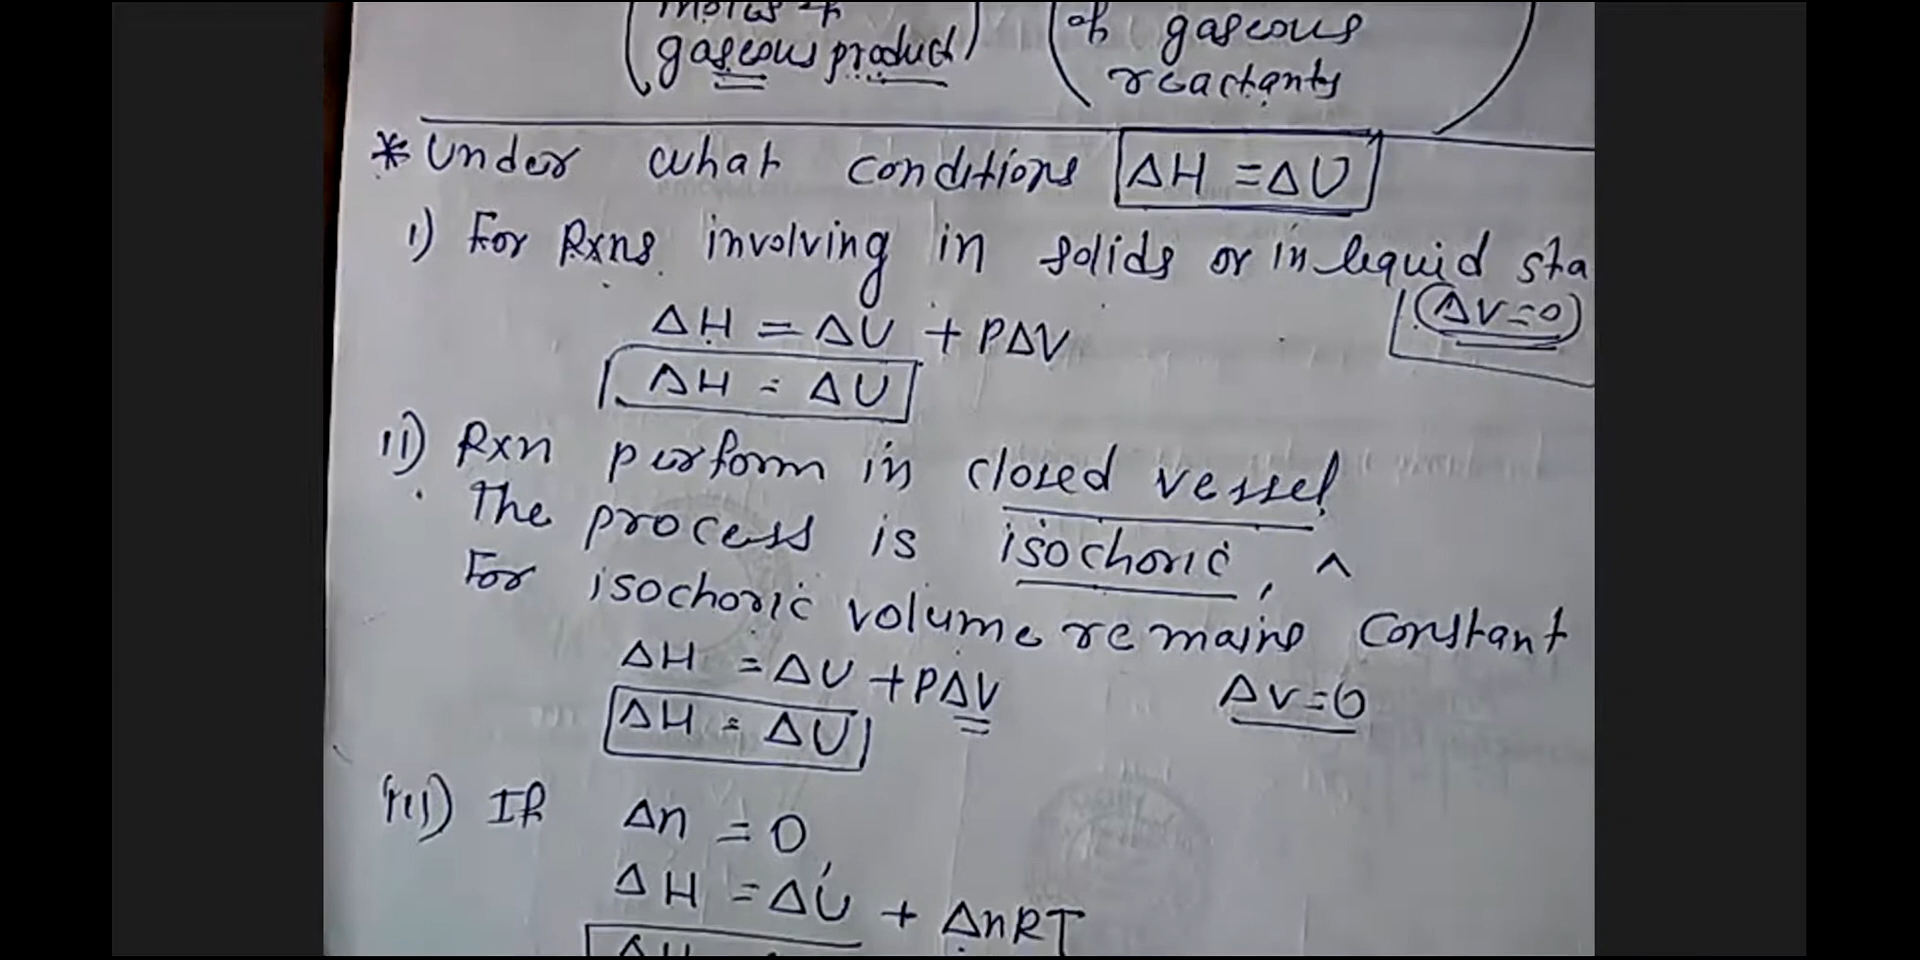 gaseous product) (of gaseous
reactants
* Under what conditions ΔH = ΔU
i) For Rxns involving in solids or in liquid sta
(ΔV=0)
ΔH = ΔU + PΔV
ΔH = ΔU
ii) Rxn perform in closed vessel.
The process is isochoric, ^
For isochoric volume remains constant
ΔH = ΔU + PΔV ΔV=0
ΔH = ΔU
iii) If Δn = 0,
ΔH = ΔU + ΔnRT
ΔH